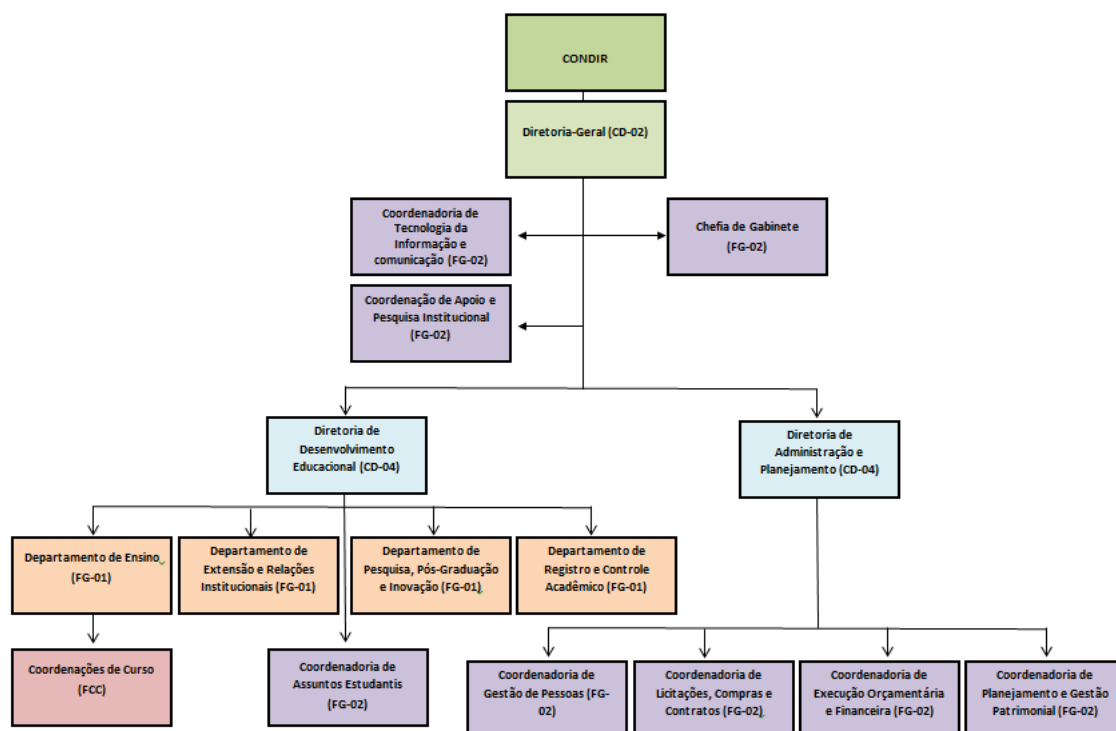 CONDIR
Diretoria-Geral (CD-02)
Coordenadoria de
Tecnologia da
Informação e
comunicação (FG-02)
Chefia de Gabinete
(FG-02)
Coordenação de Apoio e
Pesquisa Institucional
(FG-02)
Diretoria de
Desenvolvimento
Educacional (CD-04)
Diretoria de
Administração e
Planejamento (CD-04)
Departamento de Ensino
(FG-01)
Departamento de
Extensão e Relações
Institucionais (FG-01)
Departamento de
Pesquisa, Pós-Graduação
e Inovação (FG-01)
Departamento de
Registro e Controle
Acadêmico (FG-01)
Coordenações de Curso
(FCC)
Coordenadoria de
Assuntos Estudantis
(FG-02)
Coordenadoria de
Gestão de Pessoas (FG-
02)
Coordenadoria de
Licitações, Compras e
Contratos (FG-02)
Coordenadoria de
Execução Orçamentária
e Financeira (FG-02)
Coordenadoria de
Planejamento e Gestão
Patrimonial (FG-02)